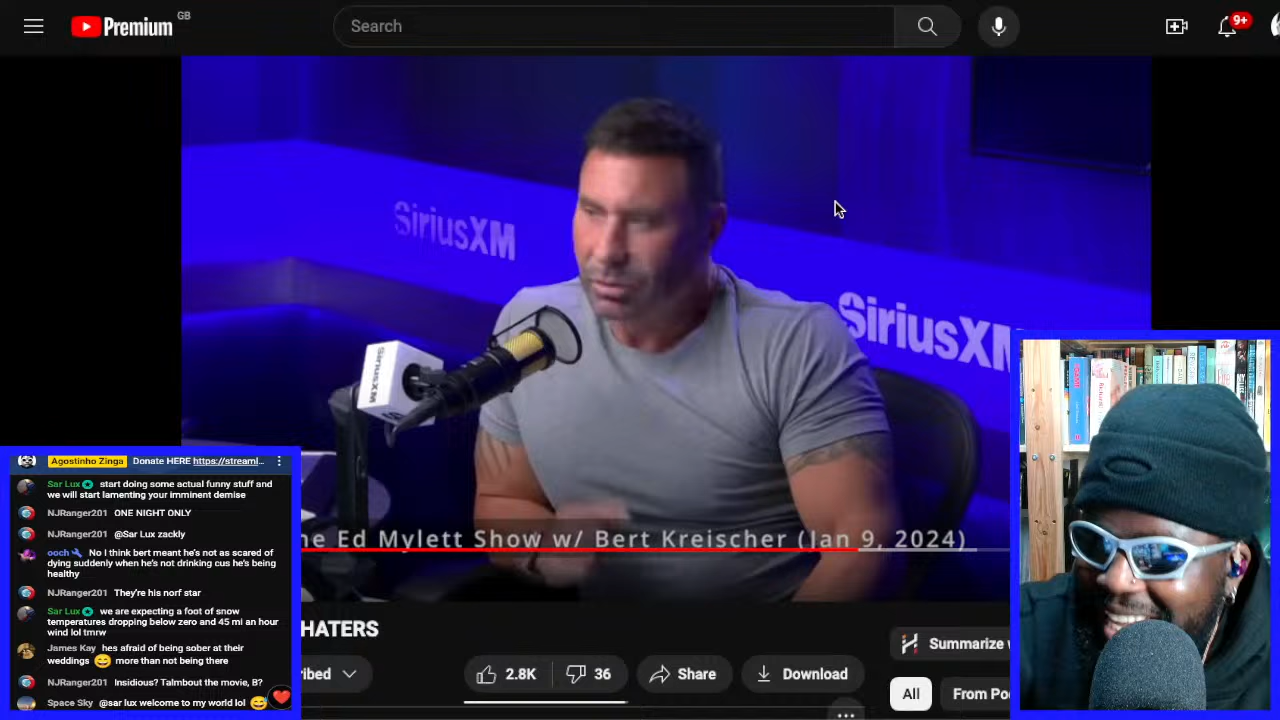 Premium GB
Search
9+
SiriusXM
SiriusXM
SiriusXM
he Ed Mylett Show w/ Bert Kreischer (Jan 9, 2024)
HATERS
ribed
2.8K
36
Share
Download
Summarize
All
From Po
Agostinho Zinga Donate HERE https://streaml...
Sar Lux start doing some actual funny stuff and
we will start lamenting your imminent demise
NJRanger201 ONE NIGHT ONLY
NJRanger201 @Sar Lux zackly
ooch No I think bert meant he's not as scared of
dying suddenly when he's not drinking cus he's being
healthy
NJRanger201 They're his norf star
Sar Lux we are expecting a foot of snow
temperatures dropping below zero and 45 mi an hour
wind lol tmrw
James Kay hes afraid of being sober at their
weddings 😄 more than not being there
NJRanger201 Insidious? Talmbout the movie, B?
Space Sky @sar lux welcome to my world lol 😄